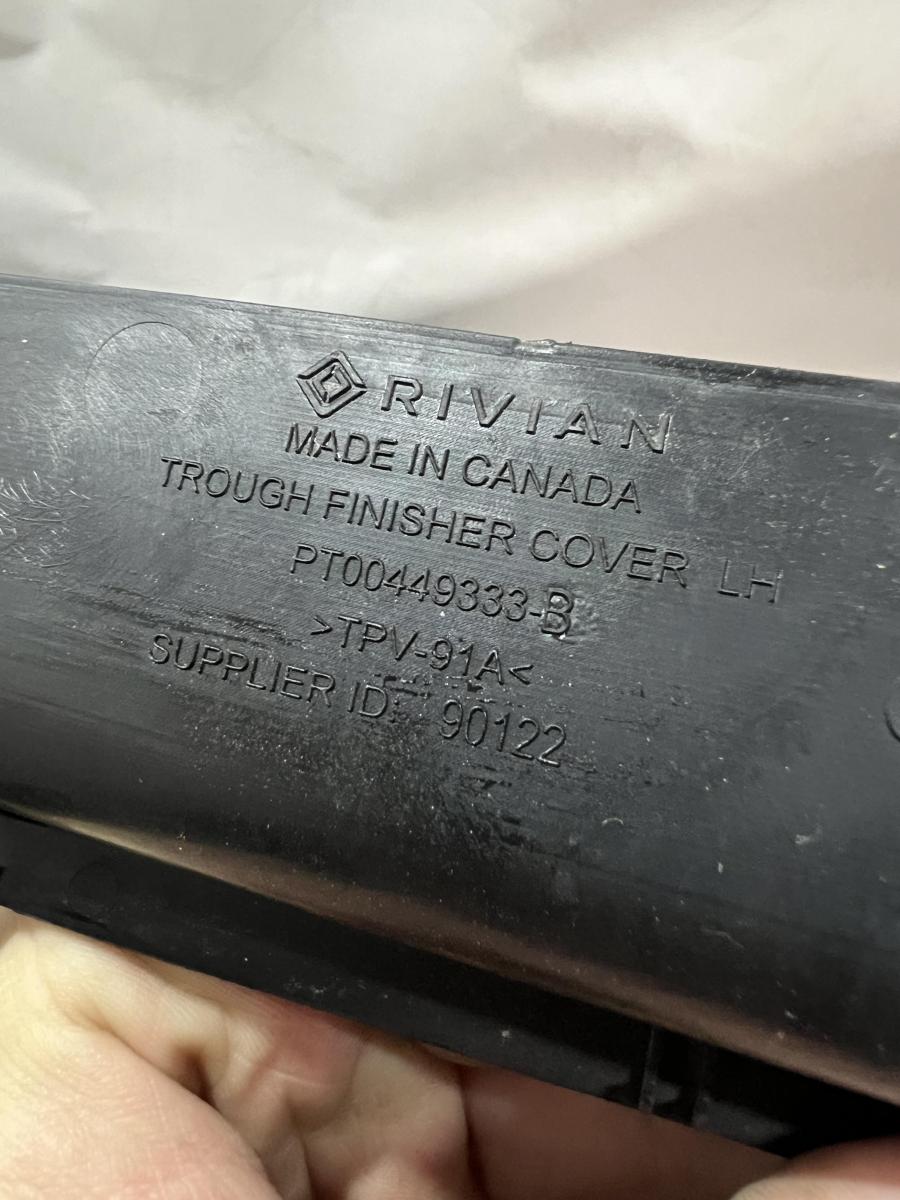 RIVIAN
MADE IN CANADA
TROUGH FINISHER COVER LH
PT00449333-B
>TPV-91A<
SUPPLIER ID: 90122